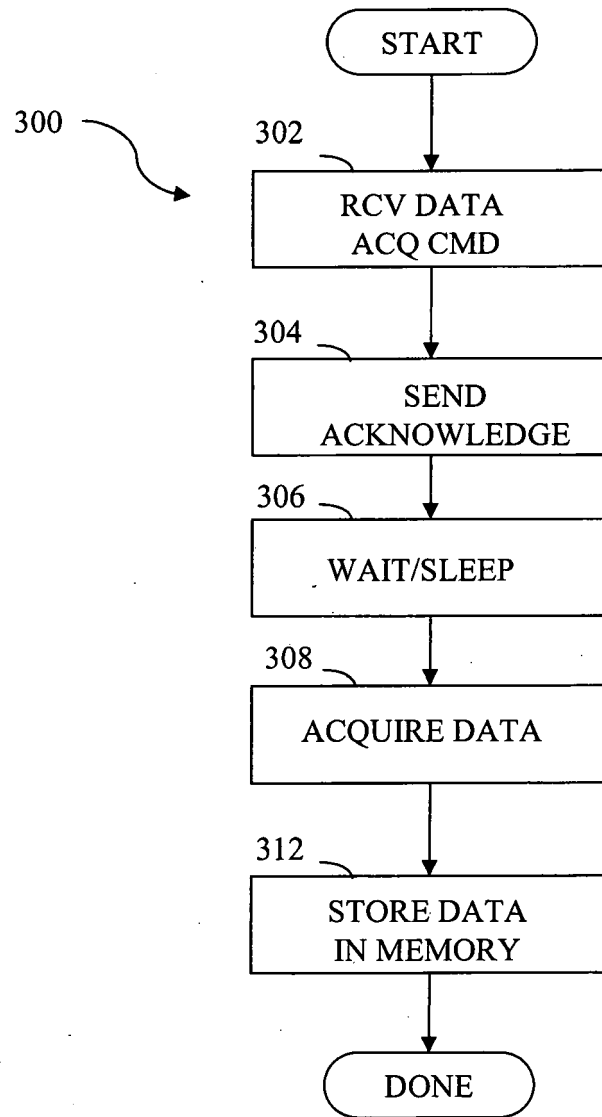 START
300
302
RCV DATA
ACQ CMD
304
SEND
ACKNOWLEDGE
306
WAIT/SLEEP
308
ACQUIRE DATA
312
STORE DATA
IN MEMORY
DONE